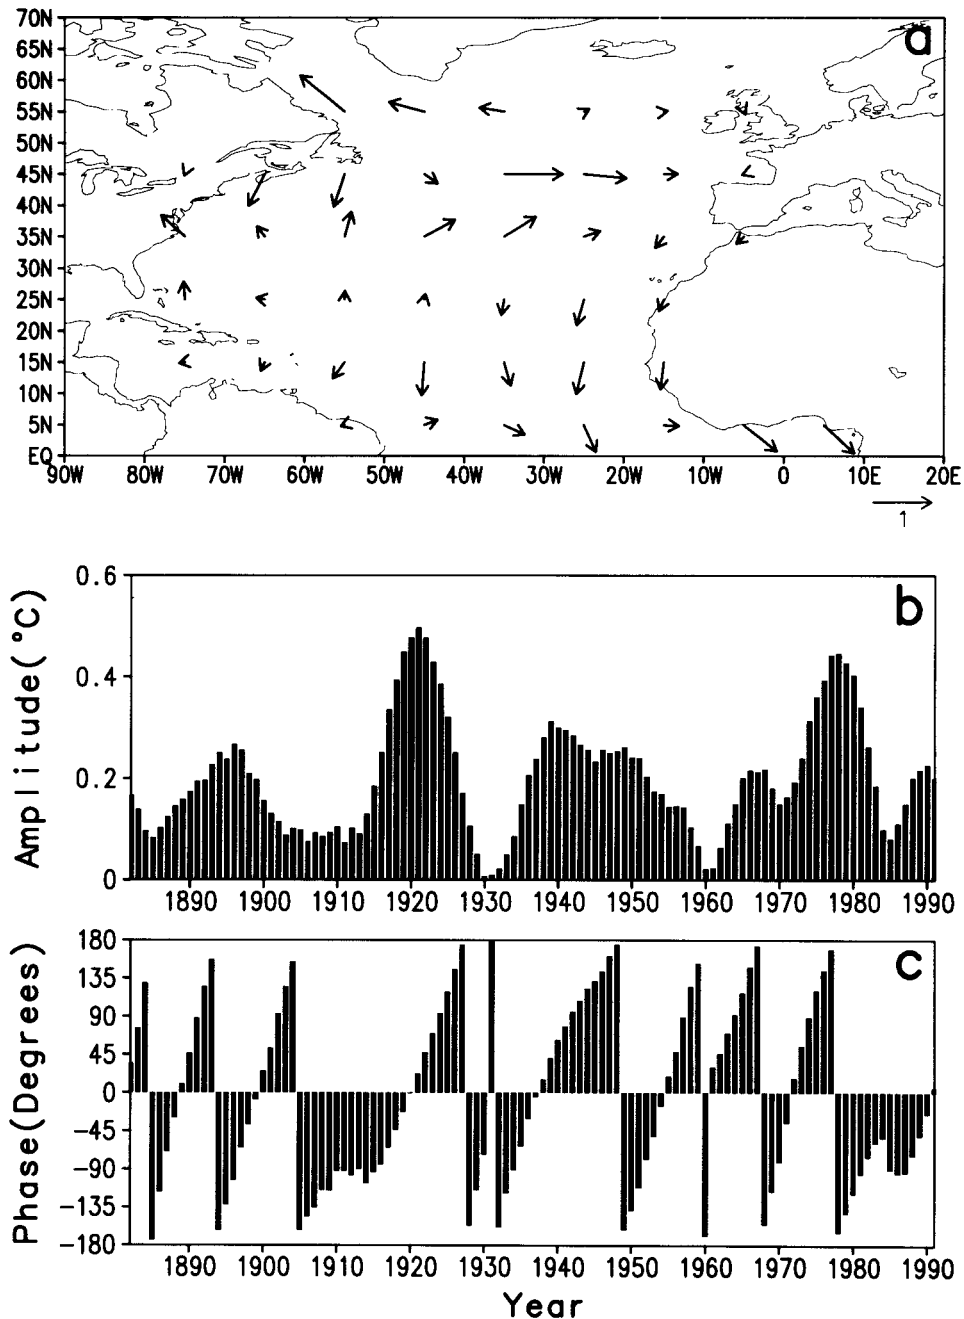 a
70N
65N
60N
55N
50N
45N
40N
35N
30N
25N
20N
15N
10N
5N
EQ
90W 80W 70W 60W 50W 40W 30W 20W 10W 0 10E 20E
1
b
Amplitude(°C)
0.6
0.4
0.2
0
1890 1900 1910 1920 1930 1940 1950 1960 1970 1980 1990
c
Phase(Degrees)
180
135
90
45
0
-45
-90
-135
-180
1890 1900 1910 1920 1930 1940 1950 1960 1970 1980 1990
Year